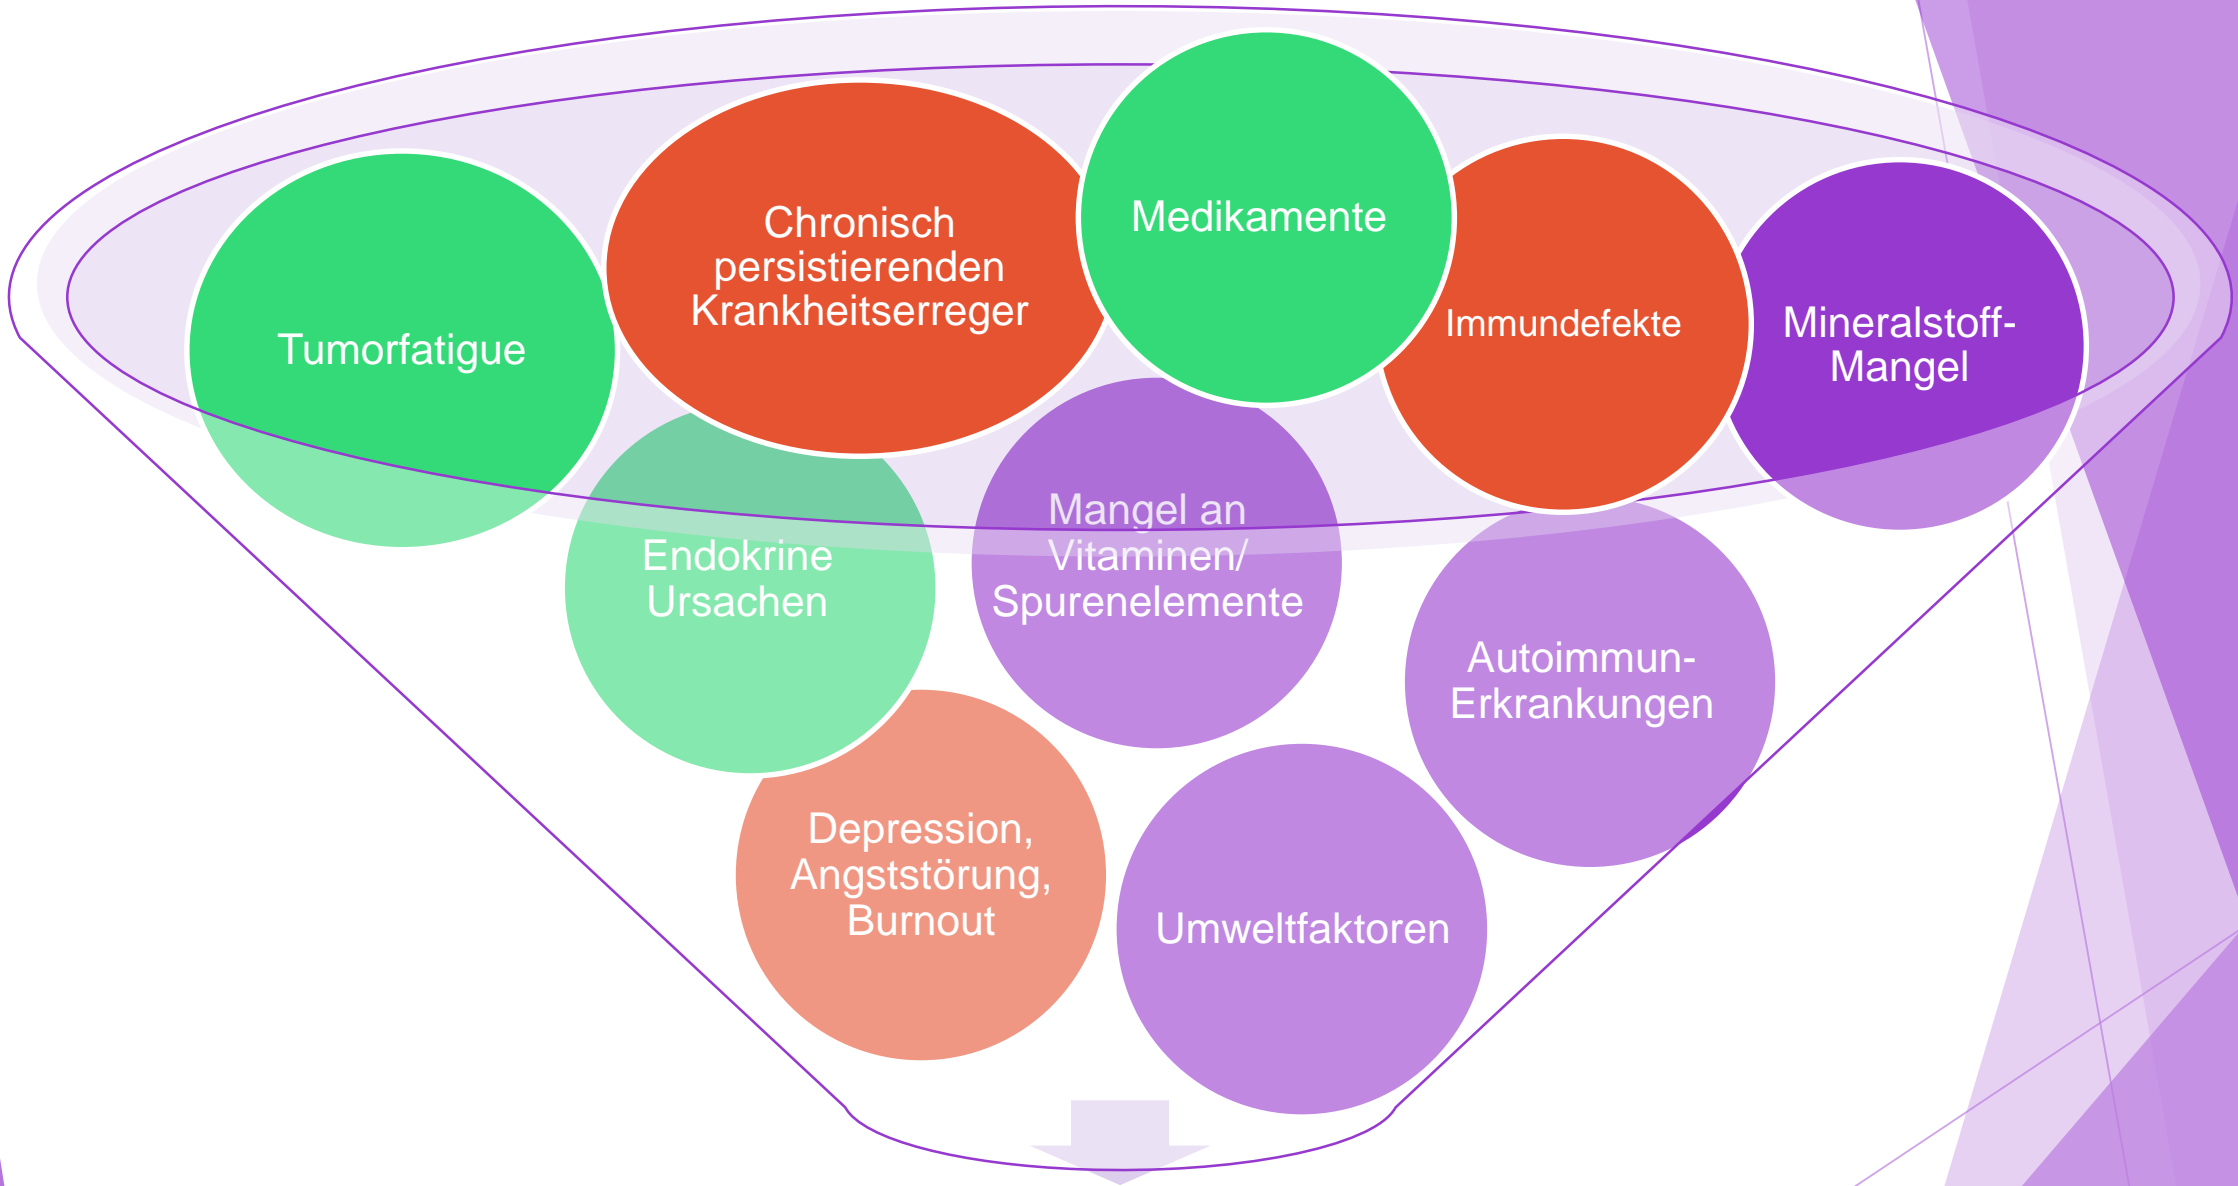 Tumorfatigue
Chronisch
persistierenden
Krankheitserreger
Medikamente
Immundefekte
Mineralstoff-
Mangel
Endokrine
Ursachen
Mangel an
Vitaminen/
Spurenelemente
Autoimmun-
Erkrankungen
Depression,
Angststörung,
Burnout
Umweltfaktoren